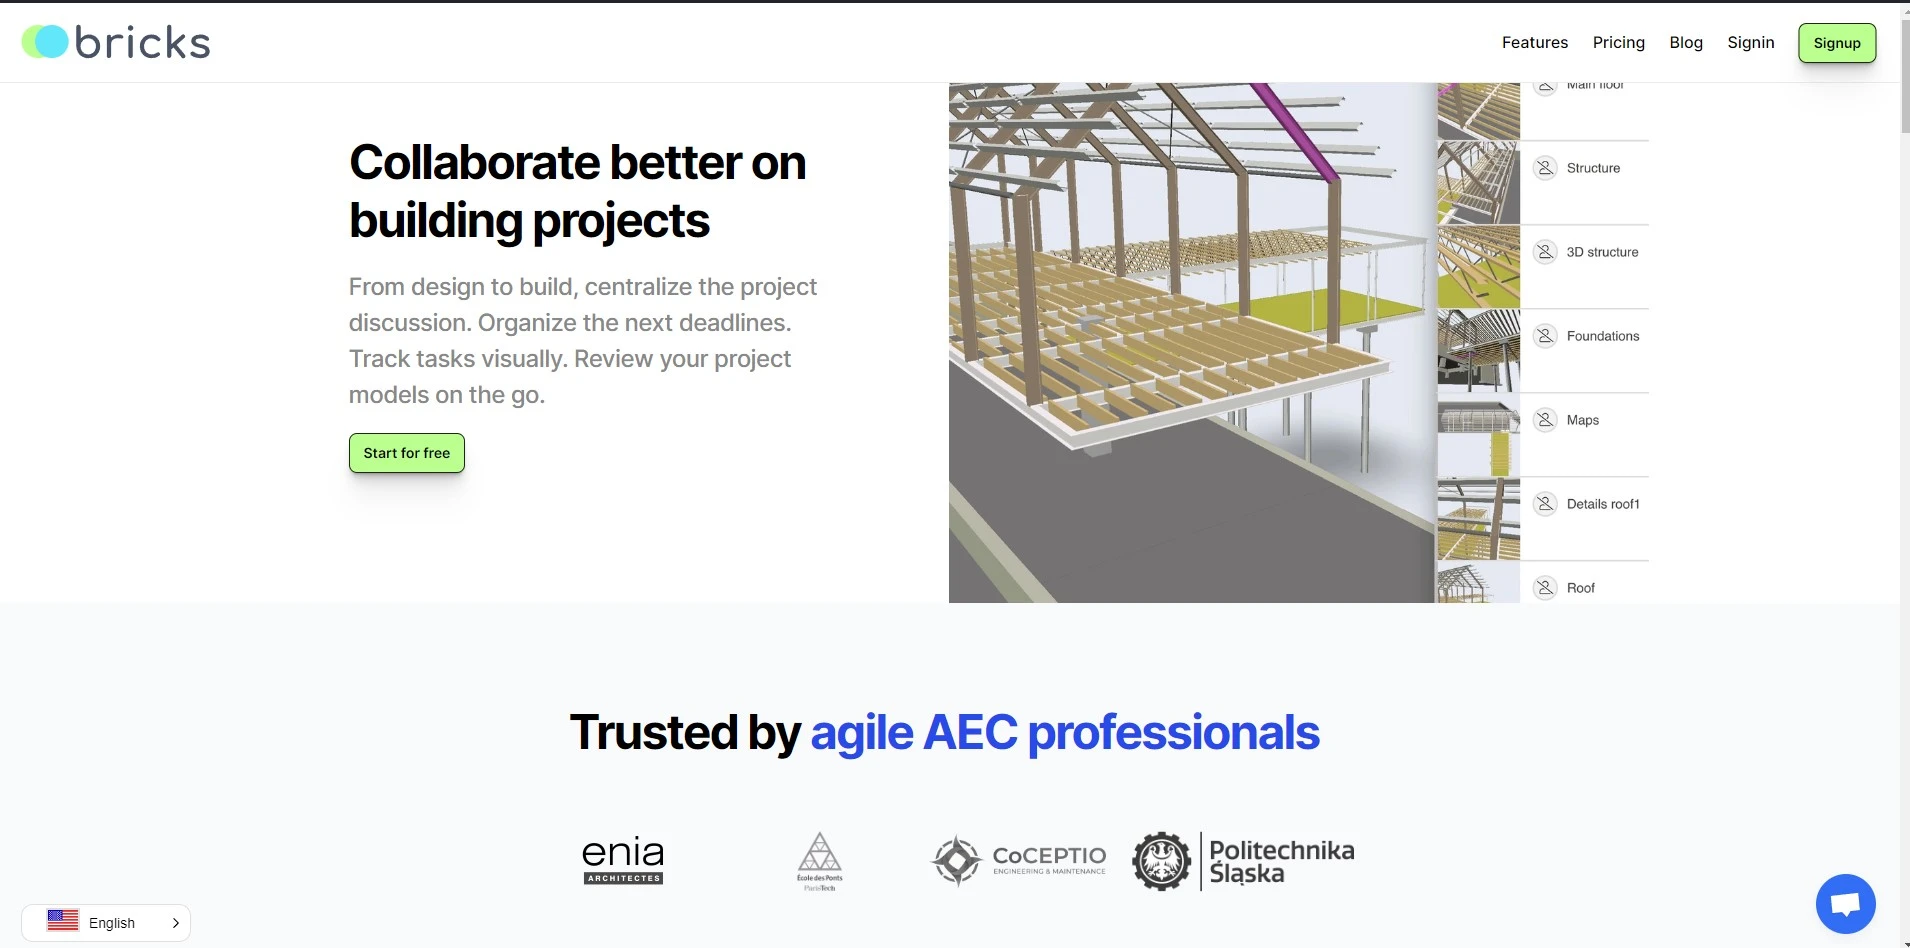 bricks
Features Pricing Blog Signin Signup
Collaborate better on
building projects
From design to build, centralize the project
discussion. Organize the next deadlines.
Track tasks visually. Review your project
models on the go.
Start for free
Main floor
Structure
3D structure
Foundations
Maps
Details roof1
Roof
Trusted by agile AEC professionals
enia
ARCHITECTES
École des Ponts
ParisTech
CoCEPTIO
ENGINEERING & MAINTENANCE
Politechnika
Śląska
English